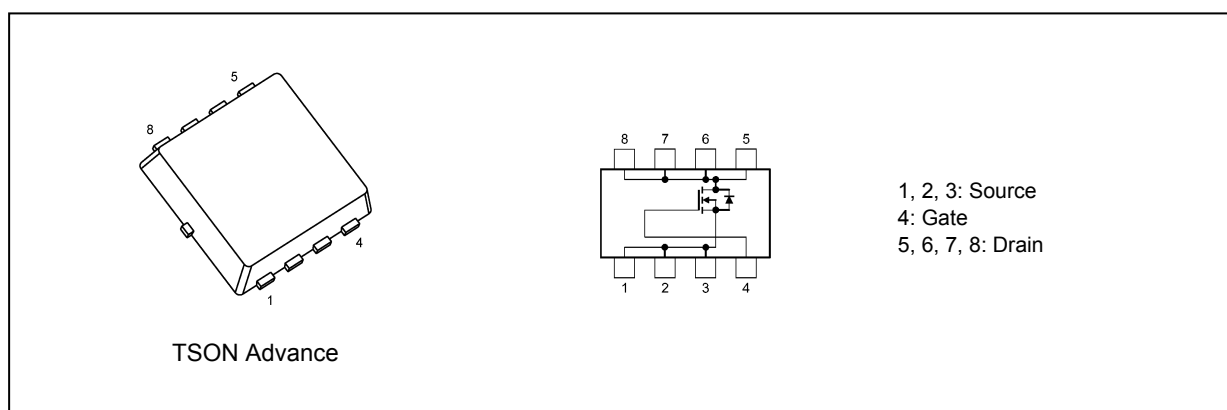 5
8
4
1
TSON Advance
8 7 6 5
1 2 3 4
1, 2, 3: Source
4: Gate
5, 6, 7, 8: Drain